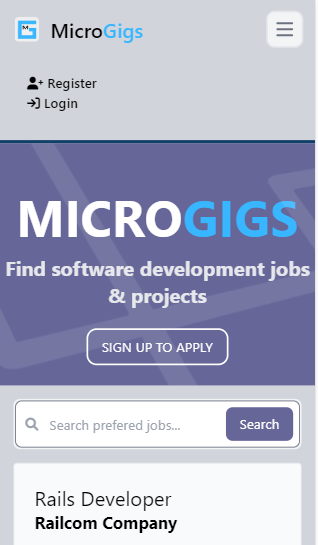 MicroGigs
Register
Login
MICROGIGS
Find software development jobs
& projects
SIGN UP TO APPLY
Search prefered jobs...
Search
Rails Developer
Railcom Company